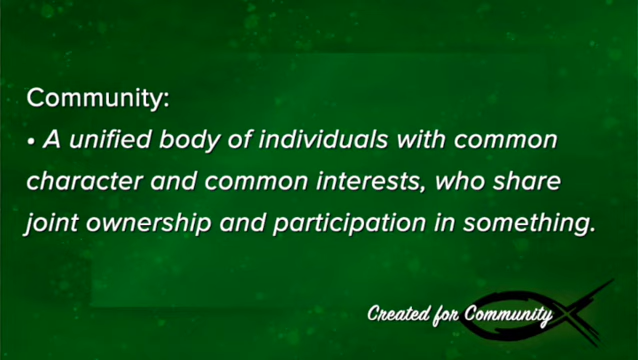 Community:
• A unified body of individuals with common
character and common interests, who share
joint ownership and participation in something.
Created for Community